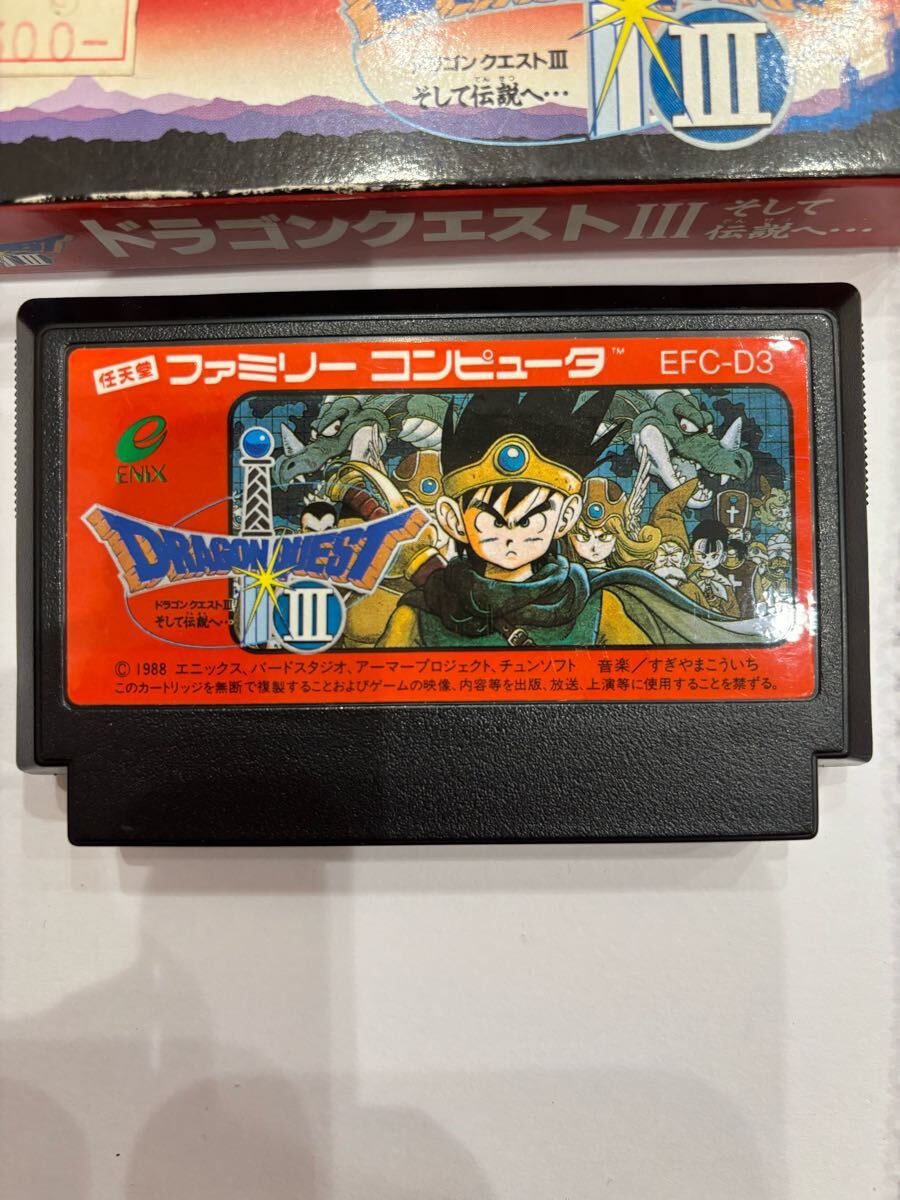 500-
III
ドラゴンクエストIII
そして伝説へ…
でんせつ
ドラゴンクエストIII そして伝説へ…
III
任天堂 ファミリー コンピュータ™ EFC-D3
ENIX
DRAGON QUEST
III
ドラゴンクエストIII
そして伝説へ…
© 1988 エニックス、バードスタジオ、アーマープロジェクト、チュンソフト 音楽／すぎやまこういち
このカートリッジを無断で複製することおよびゲームの映像、内容等を出版、放送、上演等に使用することを禁ずる。